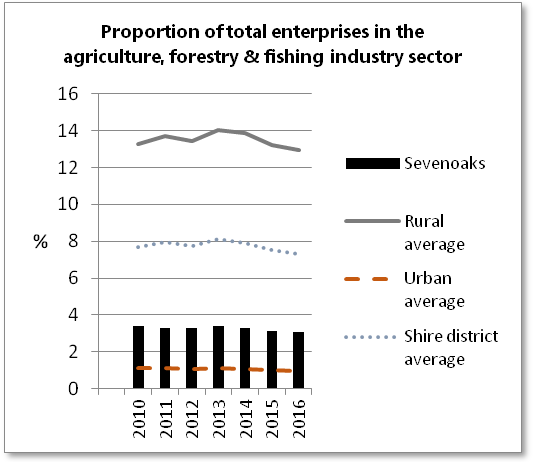 Proportion of total enterprises in the
agriculture, forestry & fishing industry sector
16
14
12
10
8
6
4
2
0
%
2010
2011
2012
2013
2014
2015
2016
Sevenoaks
Rural
average
Urban
average
Shire district
average